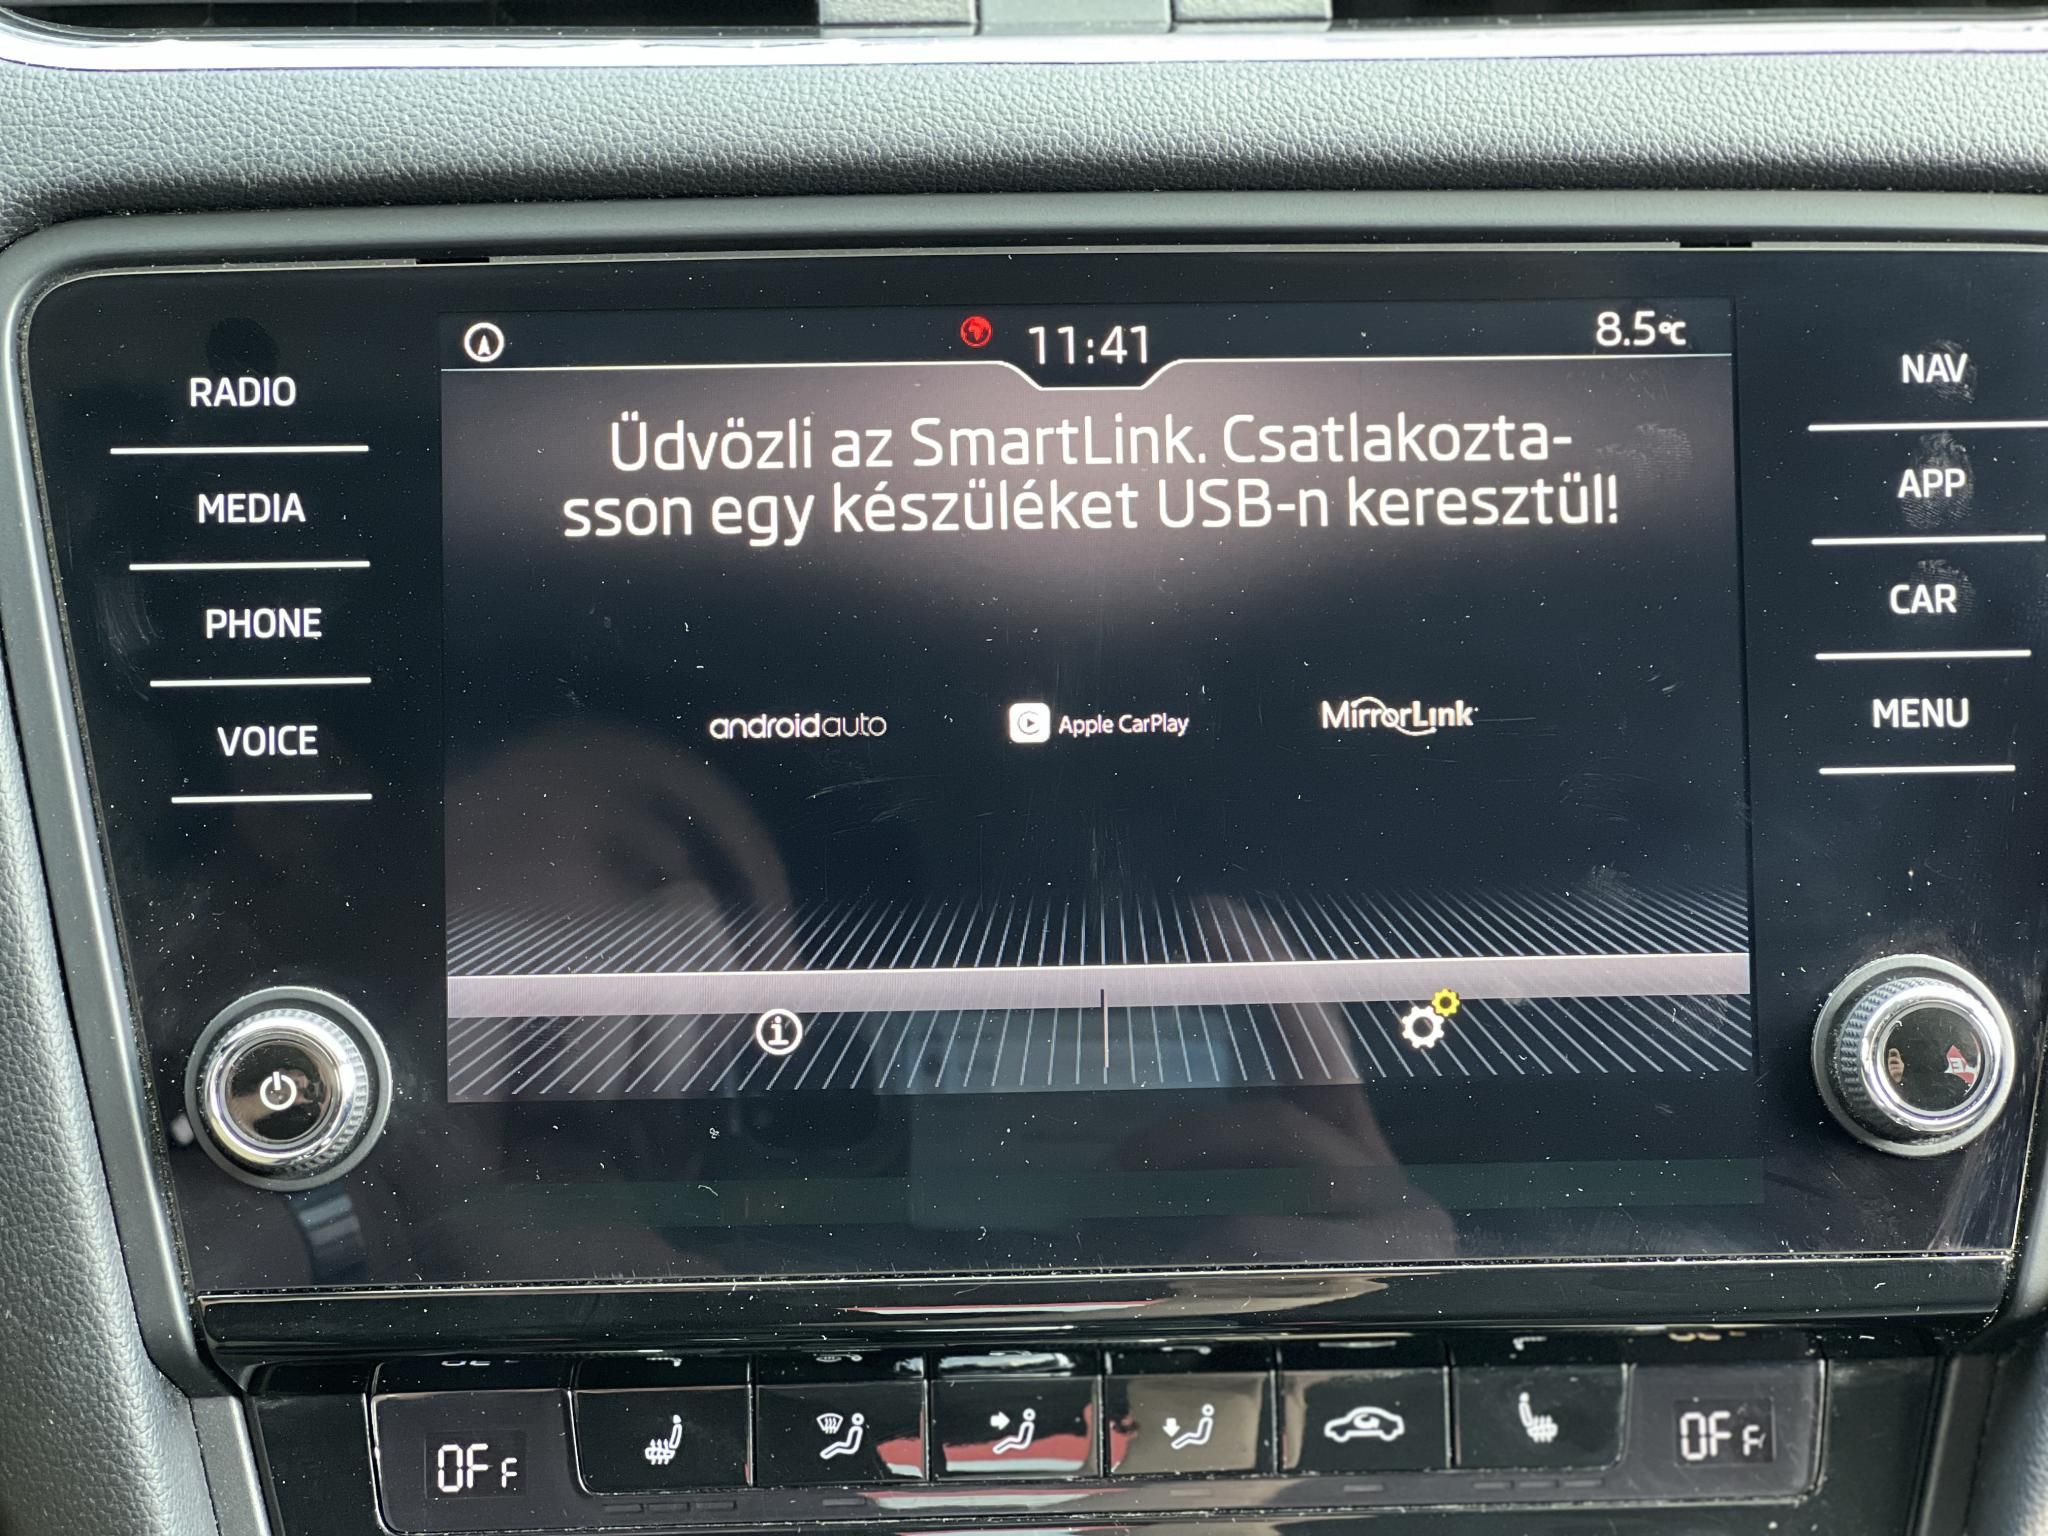 11:41
8.5°C
RADIO
MEDIA
PHONE
VOICE
Üdvözli az SmartLink. Csatlakozta-
sson egy készüléket USB-n keresztül!
androidauto
Apple CarPlay
MirrorLink
NAV
APP
CAR
MENU
OFF
OFF